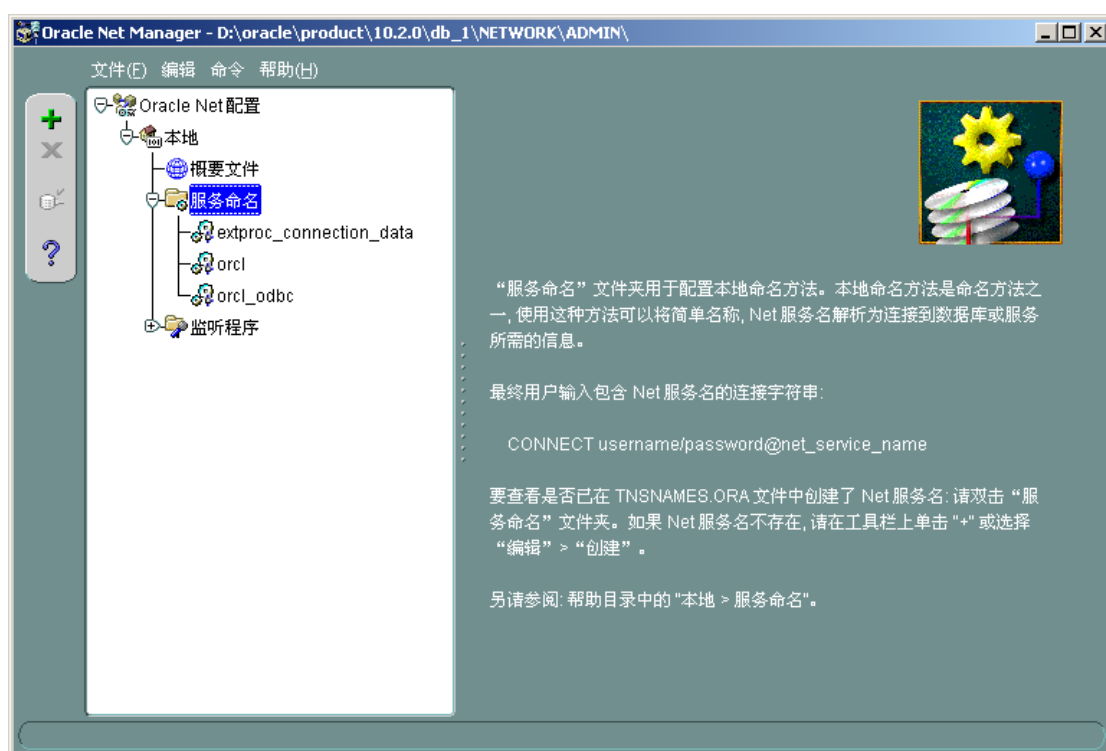 Oracle Net Manager - D:\oracle\product\10.2.0\db_1\NETWORK\ADMIN\
文件(F) 编辑 命令 帮助(H)
Oracle Net 配置
本地
概要文件
服务命名
extproc_connection_data
orcl
orcl_odbc
监听程序
“服务命名”文件夹用于配置本地命名方法。本地命名方法是命名方法之
一, 使用这种方法可以将简单名称, Net 服务名解析为连接到数据库或服务
所需的信息。
最终用户输入包含 Net 服务名的连接字符串:
CONNECT username/password@net_service_name
要查看是否已在 TNSNAMES.ORA 文件中创建了 Net 服务名: 请双击“服
务命名”文件夹。如果 Net 服务名不存在, 请在工具栏上单击 "+" 或选择
“编辑”>“创建”。
另请参阅: 帮助目录中的 "本地 > 服务命名"。